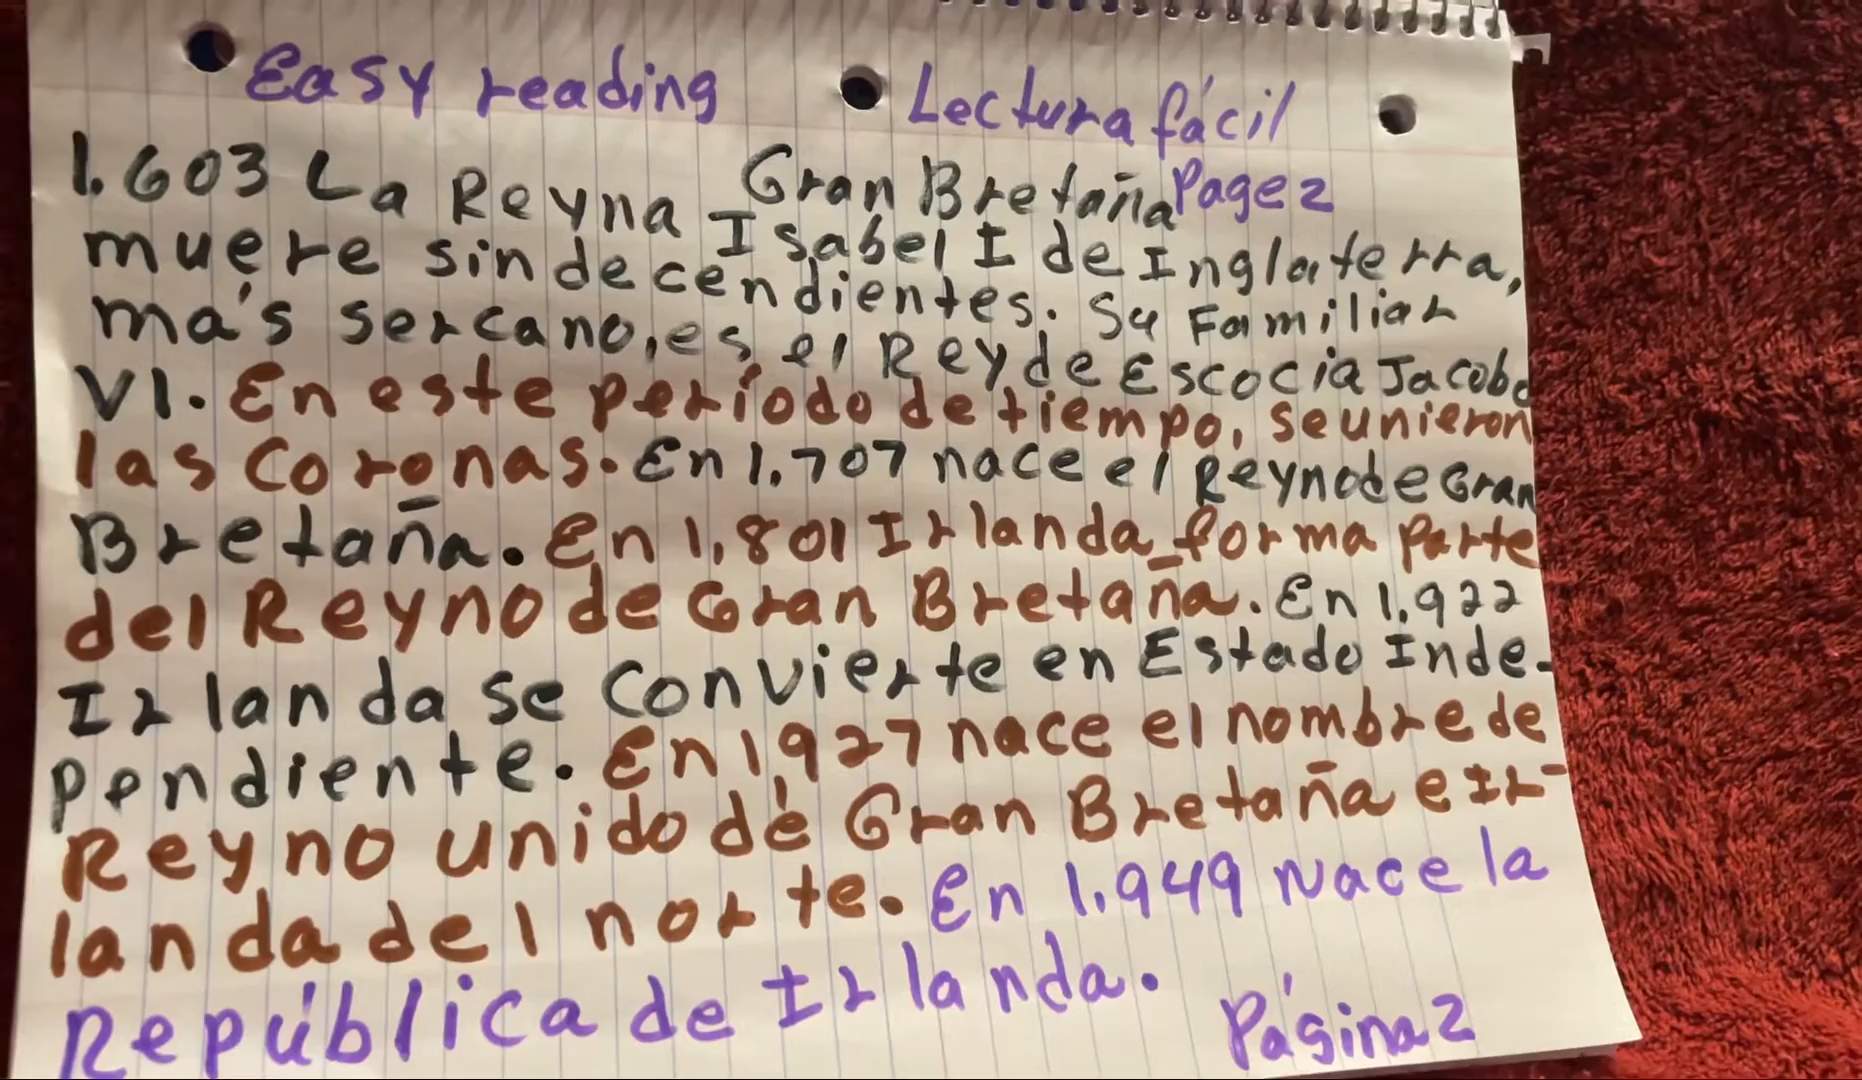 Easy reading Lectura fácil
Gran Bretaña Page 2
1.603 La Reyna Isabel I de Inglaterra,
muere sin decendientes. Su Familiar
más sercano, es el Rey de Escocia Jacobo
VI. En este período de tiempo, se unieron
las Coronas. En 1.707 nace el Reyno de Gran
Bretaña. En 1.801 Irlanda forma parte
del Reyno de Gran Bretaña. En 1.922
Irlanda se convierte en Estado Inde-
pendiente. En 1,927 nace el nombre de
Reyno unido de Gran Bretaña e Ir-
landa del norte. En 1.949 Nace la
República de Irlanda.
Página 2